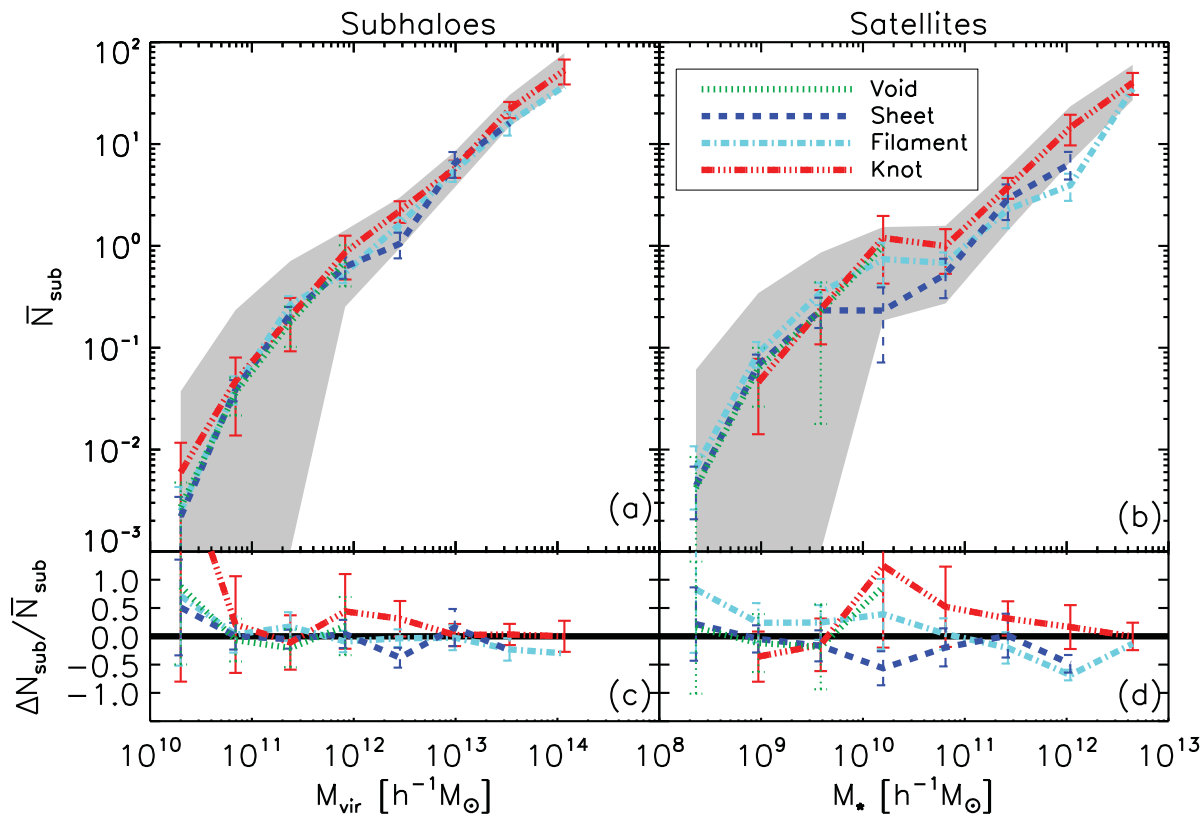 Subhaloes
Satellites
10² 10¹ 10⁰ 10⁻¹ 10⁻² 10⁻³
N̅sub
Void
Sheet
Filament
Knot
(a)
(b)
1.0 0.5 0.0 −0.5 −1.0
ΔNsub/N̅sub
(c)
(d)
10¹⁰ 10¹¹ 10¹² 10¹³ 10¹⁴
10⁸ 10⁹ 10¹⁰ 10¹¹ 10¹² 10¹³
Mvir [h⁻¹M⊙]
M* [h⁻¹M⊙]